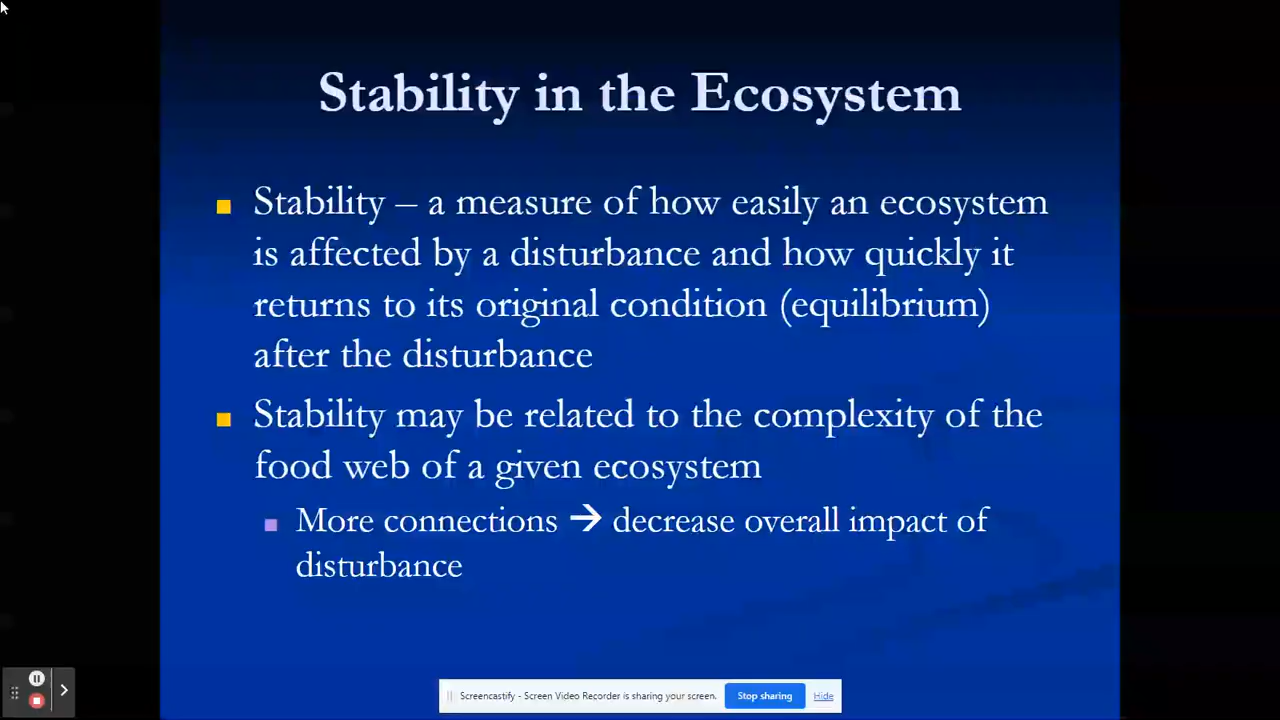 Stability in the Ecosystem
Stability – a measure of how easily an ecosystem
is affected by a disturbance and how quickly it
returns to its original condition (equilibrium)
after the disturbance
Stability may be related to the complexity of the
food web of a given ecosystem
More connections → decrease overall impact of
disturbance
Screencastify - Screen Video Recorder is sharing your screen. Stop sharing Hide